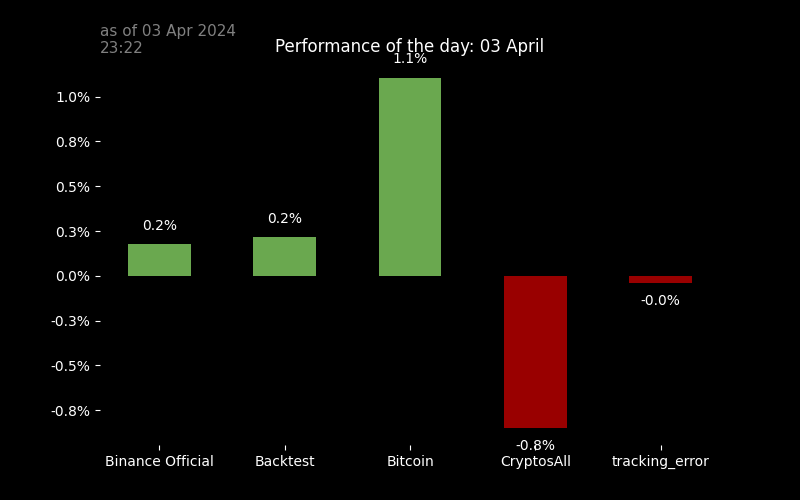 as of 03 Apr 2024
23:22
Performance of the day: 03 April
1.1%
1.0%
0.8%
0.5%
0.3%
0.0%
-0.3%
-0.5%
-0.8%
0.2%
0.2%
-0.8%
-0.0%
Binance Official
Backtest
Bitcoin
CryptosAll
tracking_error